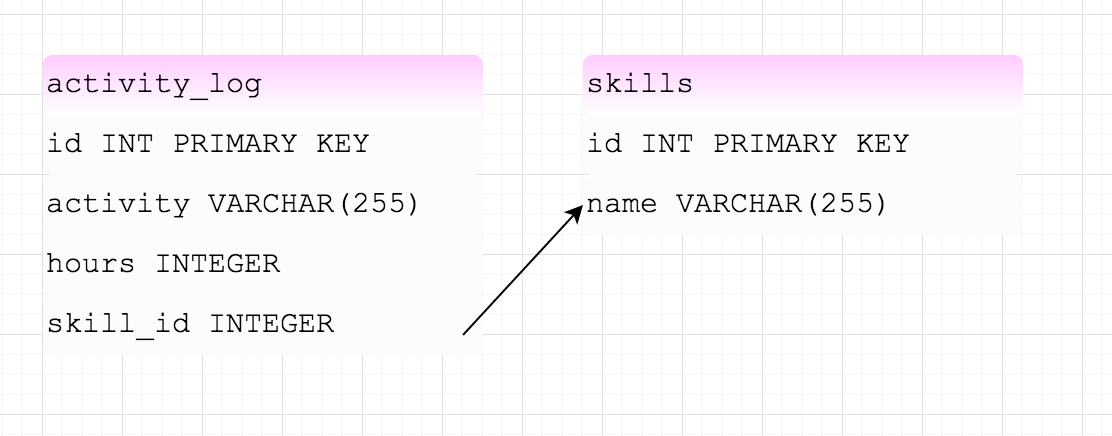 activity_log
id INT PRIMARY KEY
activity VARCHAR(255)
hours INTEGER
skill_id INTEGER
skills
id INT PRIMARY KEY
name VARCHAR(255)